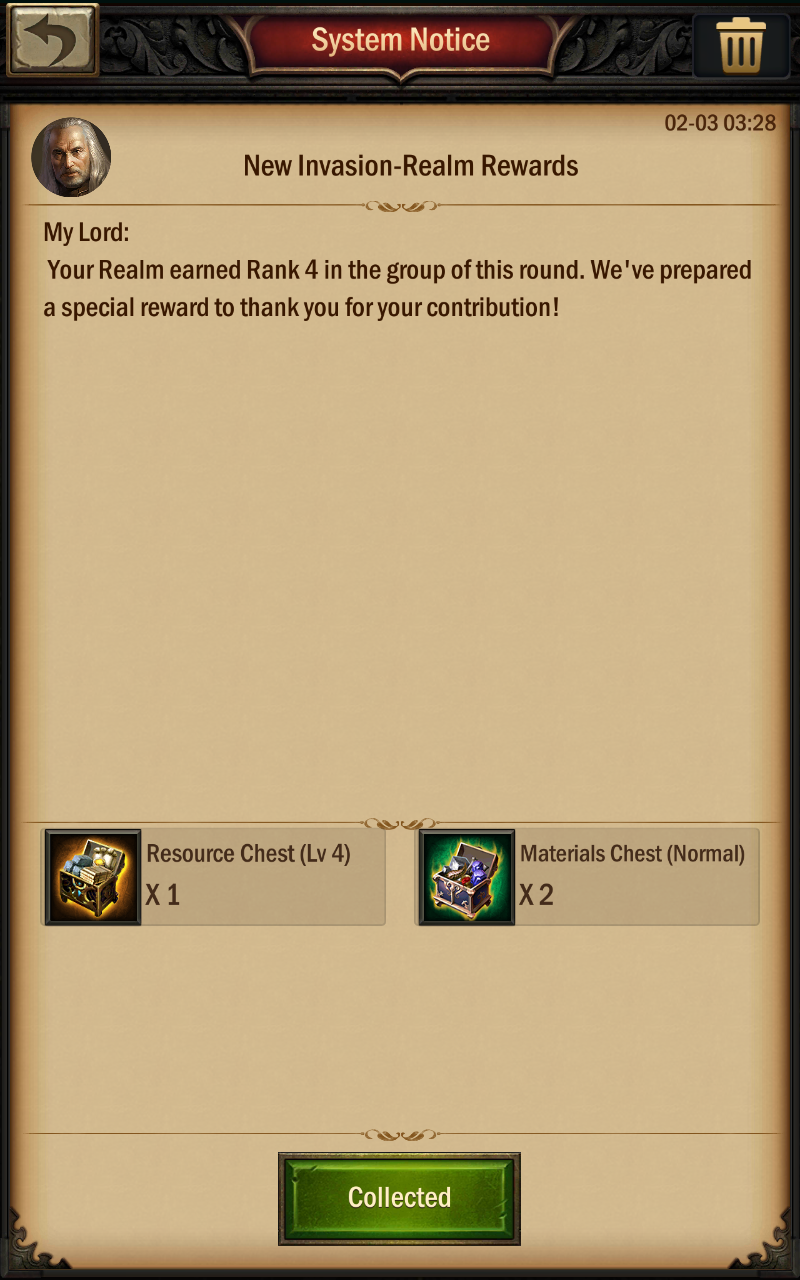 System Notice
02-03 03:28
New Invasion-Realm Rewards
My Lord:
Your Realm earned Rank 4 in the group of this round. We've prepared
a special reward to thank you for your contribution!
Resource Chest (Lv 4)
X 1
Materials Chest (Normal)
X 2
Collected